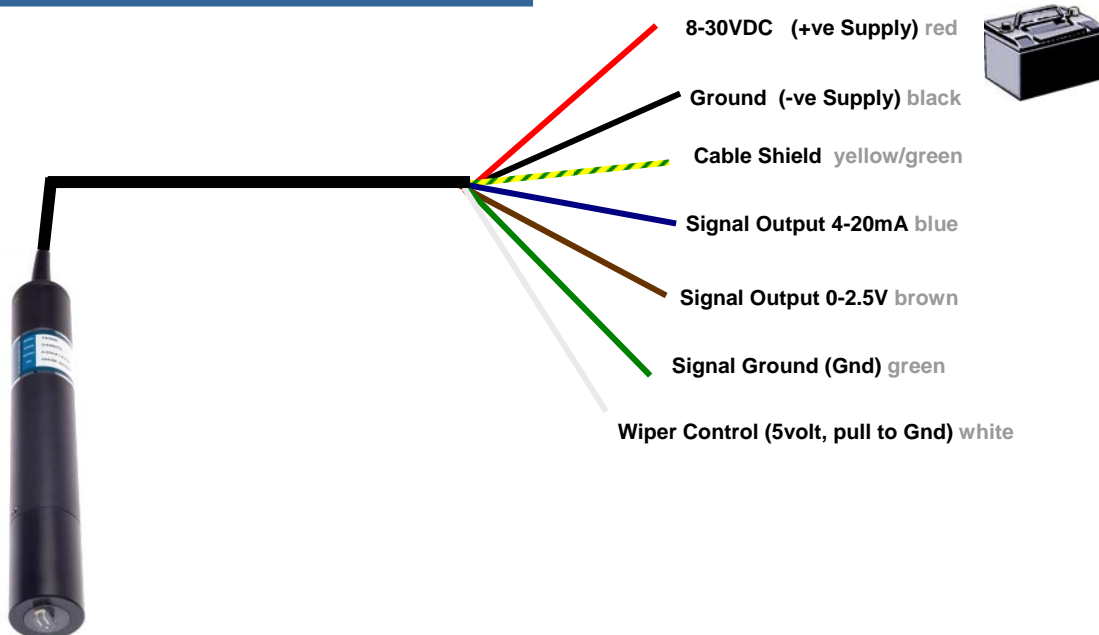 8-30VDC (+ve Supply) red
Ground (-ve Supply) black
Cable Shield yellow/green
Signal Output 4-20mA blue
Signal Output 0-2.5V brown
Signal Ground (Gnd) green
Wiper Control (5volt, pull to Gnd) white